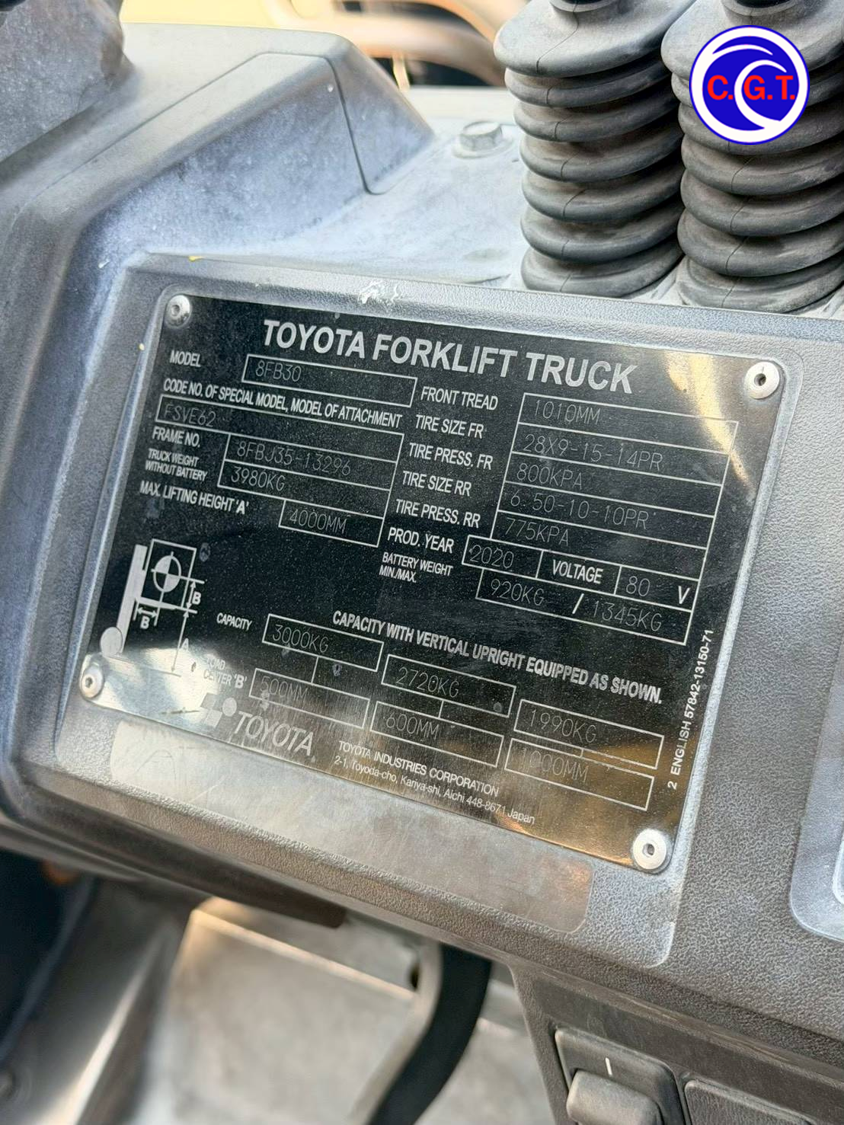 C.G.T.
TOYOTA FORKLIFT TRUCK
MODEL 8FB30
CODE NO. OF SPECIAL MODEL, MODEL OF ATTACHMENT
FSVE62
FRAME NO. 8FBJ35-13296
TRUCK WEIGHT WITHOUT BATTERY 3980KG
MAX. LIFTING HEIGHT 'A' 4000MM
FRONT TREAD 1010MM
TIRE SIZE FR 28X9-15-14PR
TIRE PRESS. FR 800KPA
TIRE SIZE RR 6.50-10-10PR
TIRE PRESS. RR 775KPA
PROD. YEAR 2020 VOLTAGE 80 V
BATTERY WEIGHT MIN./MAX. 920KG / 1345KG
B
B
A
CAPACITY WITH VERTICAL UPRIGHT EQUIPPED AS SHOWN.
CAPACITY 3000KG 2720KG 1990KG
LOAD CENTER 'B' 500MM 600MM 1000MM
TOYOTA
TOYOTA INDUSTRIES CORPORATION
2-1, Toyoda-cho, Kariya-shi, Aichi 448-8671 Japan
2 ENGLISH 57842-13150-71